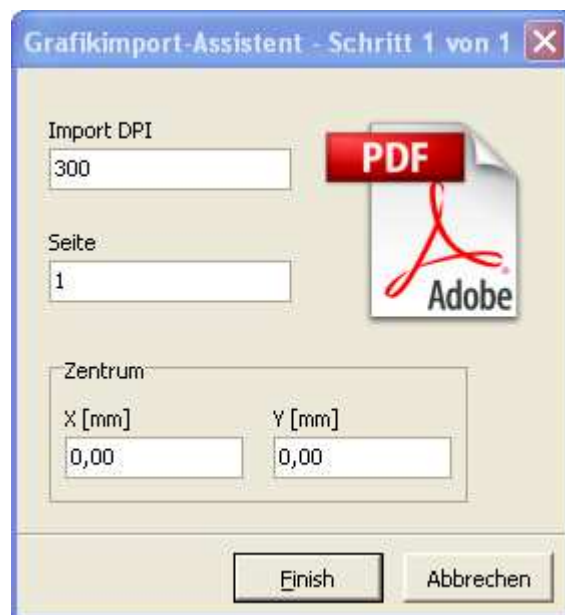 Grafikimport-Assistent - Schritt 1 von 1
Import DPI
300
PDF
Adobe
Seite
1
Zentrum
X [mm] Y [mm]
0,00 0,00
Finish Abbrechen